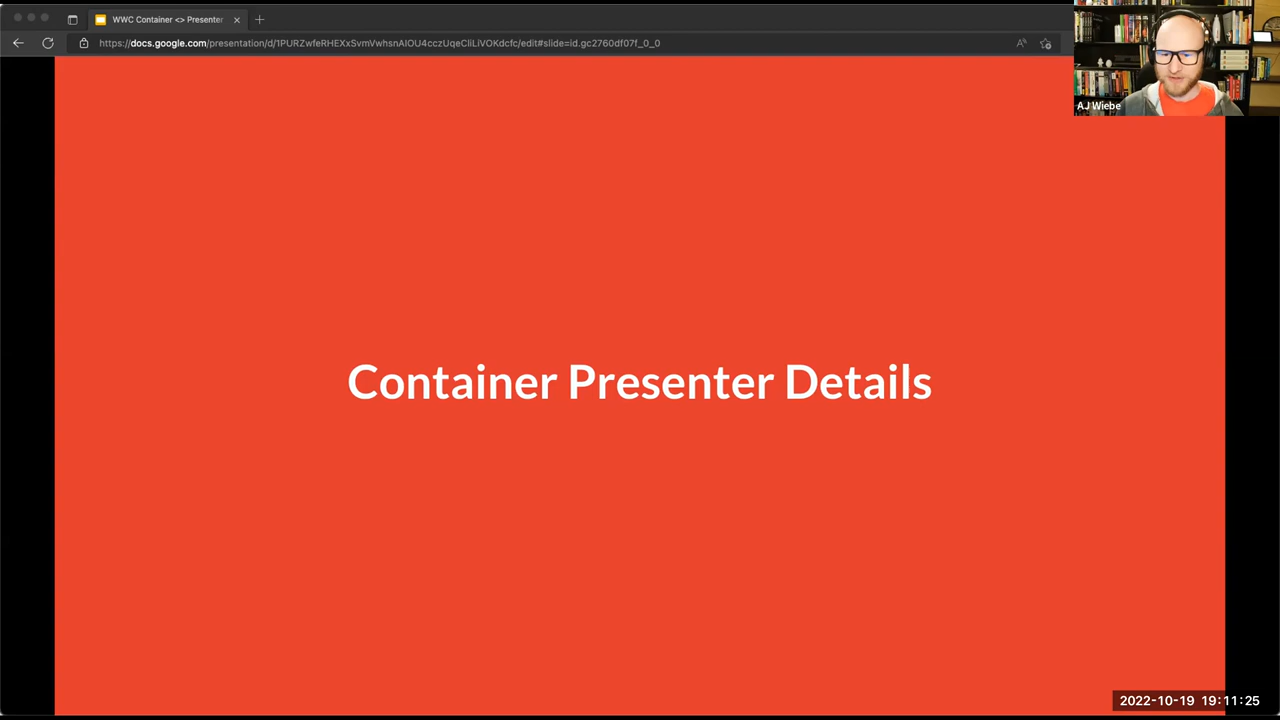 WWC Container <> Presenter
https://docs.google.com/presentation/d/1PURZwfeRHEXxSvmVwhsnAIOU4cczUqeCliLiVOKdcfc/edit#slide=id.gc2760df07f_0_0
AJ Wiebe
Container Presenter Details
2022-10-19 19:11:25